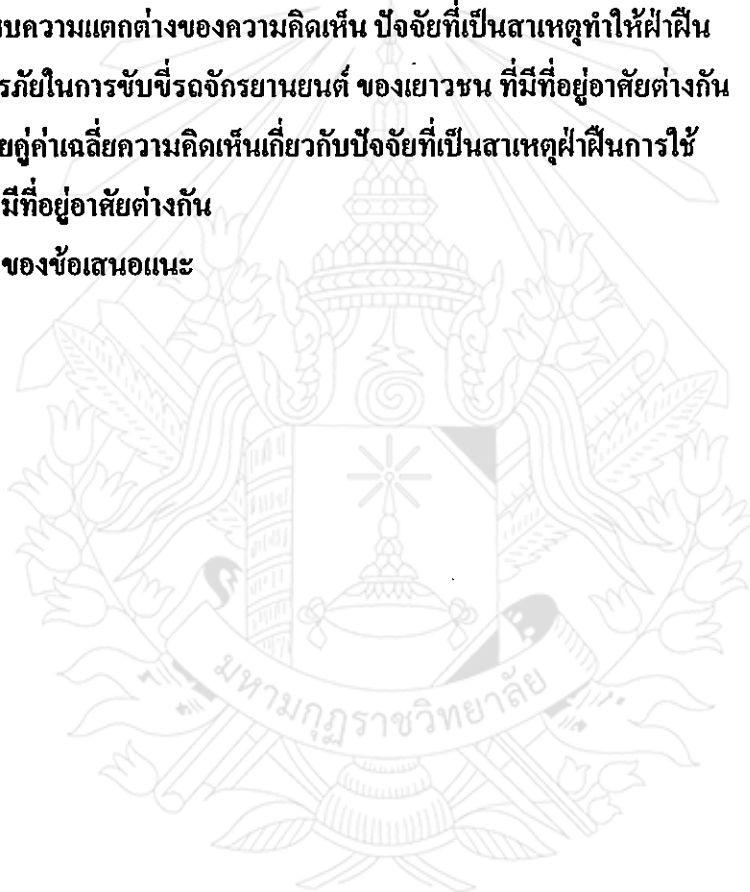 บความแตกต่างของความคิดเห็น ปัจจัยที่เป็นสาเหตุทำให้ฝ่าฝืน
รภัยในการขับขี่รถจักรยานยนต์ ของเยาวชน ที่มีที่อยู่อาศัยต่างกัน
ยคู่ค่าเฉลี่ยความคิดเห็นเกี่ยวกับปัจจัยที่เป็นสาเหตุฝ่าฝืนการใช้
มีที่อยู่อาศัยต่างกัน
ของข้อเสนอแนะ
มหามกุฏราชวิทยาลัย